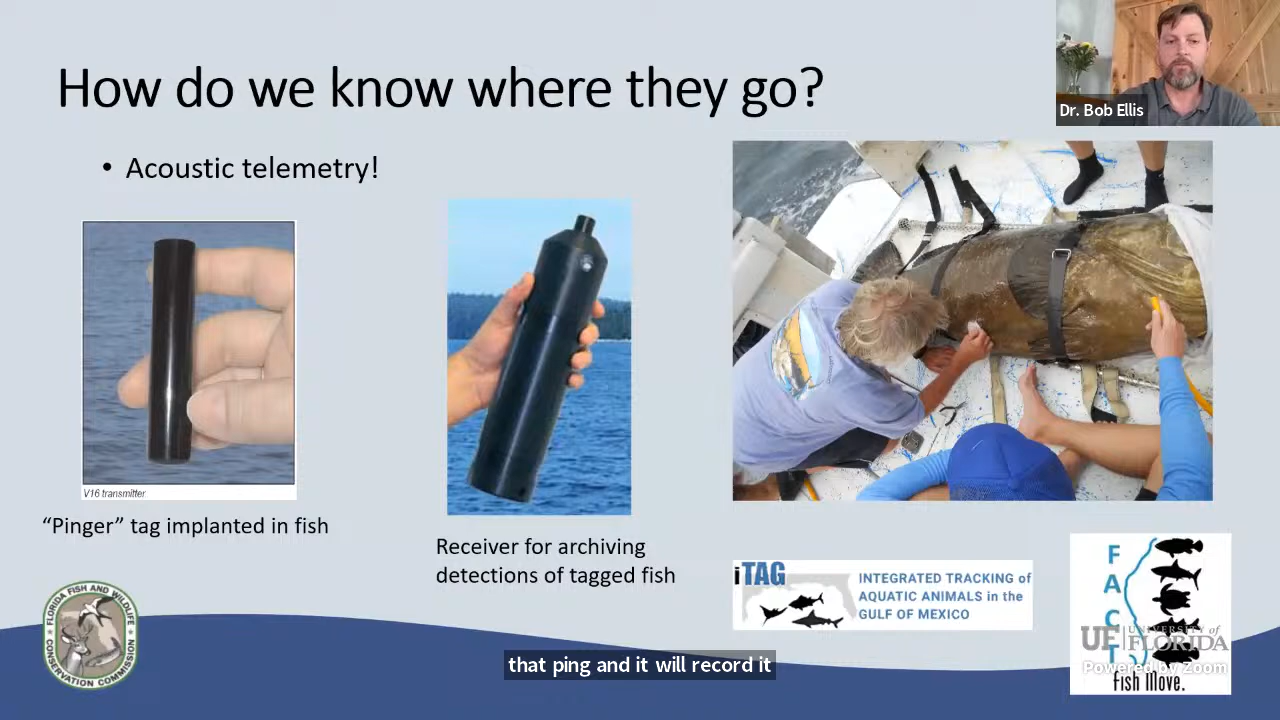 How do we know where they go?
Dr. Bob Ellis
• Acoustic telemetry!
V16 transmitter
"Pinger" tag implanted in fish
Receiver for archiving
detections of tagged fish
iTAG
INTEGRATED TRACKING of
AQUATIC ANIMALS in the
GULF OF MEXICO
F
A
C
T
Fish Move.
UF UNIVERSITY of
FLORIDA
Powered by Zoom
FLORIDA FISH AND WILDLIFE
CONSERVATION COMMISSION
that ping and it will record it